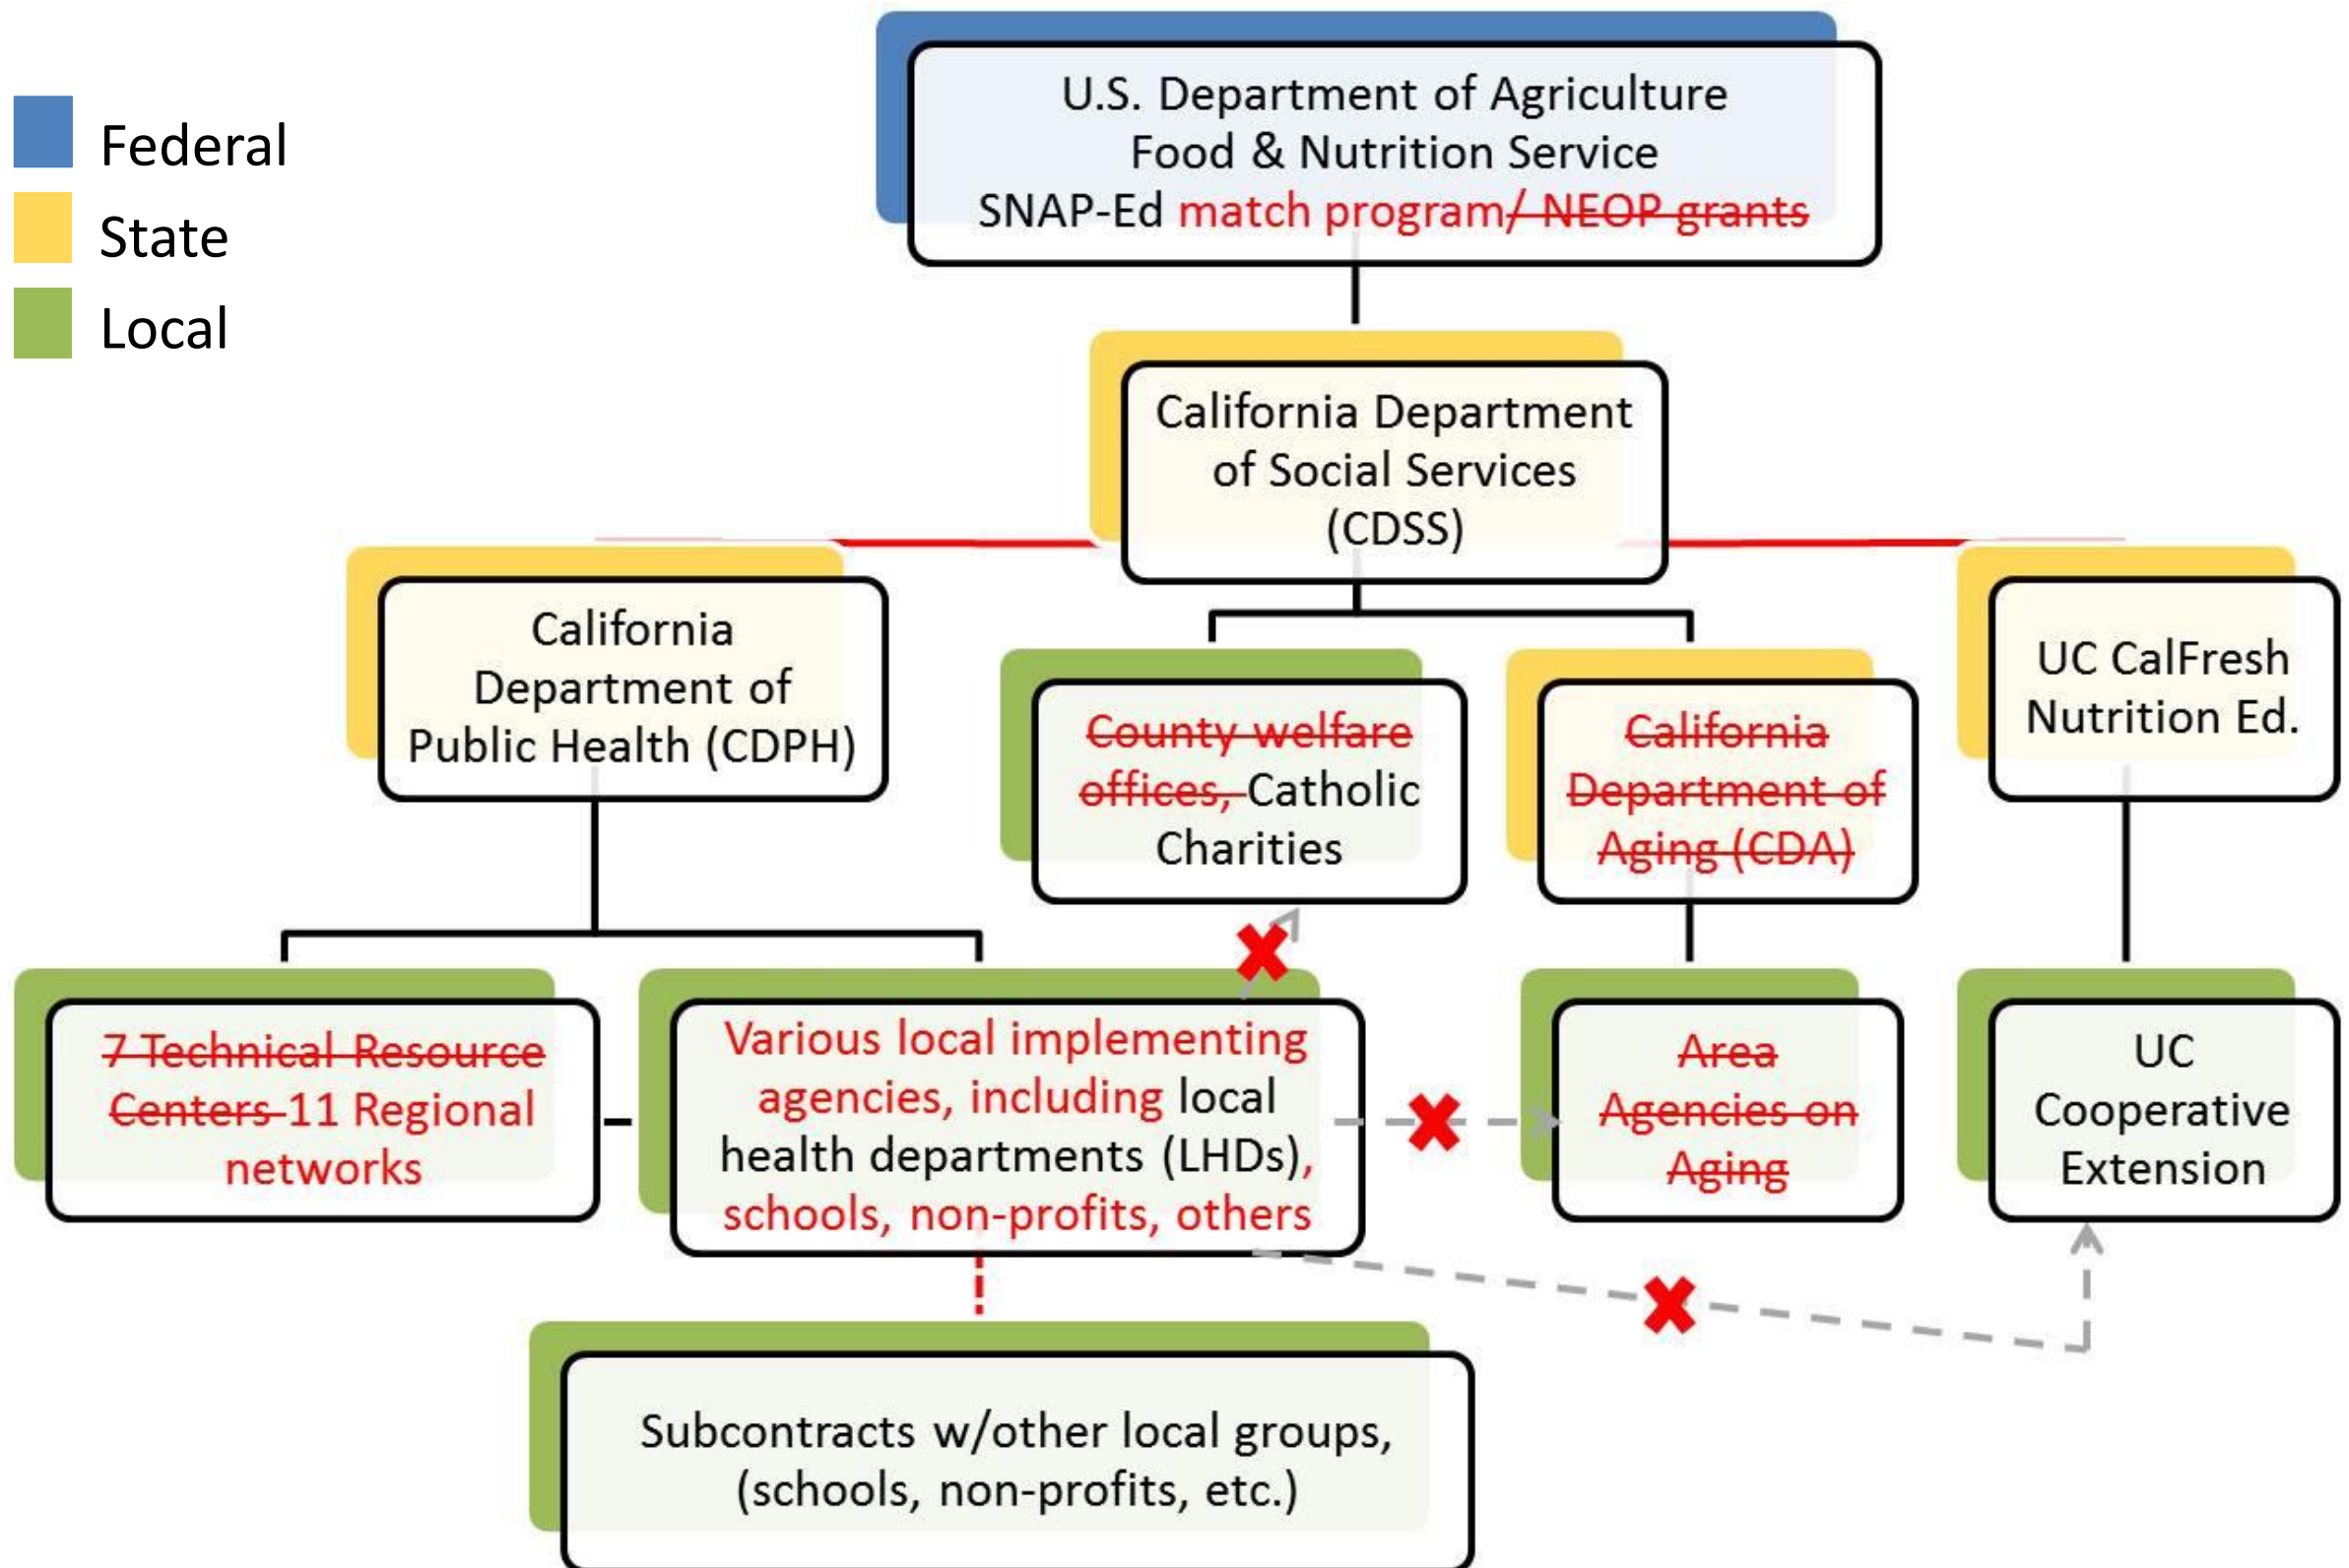 Federal
State
Local
U.S. Department of Agriculture
Food & Nutrition Service
SNAP-Ed match program/ NEOP grants
California Department
of Social Services
(CDSS)
California
Department of
Public Health (CDPH)
County welfare
offices, Catholic
Charities
California
Department of
Aging (CDA)
UC CalFresh
Nutrition Ed.
7 Technical Resource
Centers 11 Regional
networks
Various local implementing
agencies, including local
health departments (LHDs),
schools, non-profits, others
Area
Agencies on
Aging
UC
Cooperative
Extension
Subcontracts w/other local groups,
(schools, non-profits, etc.)